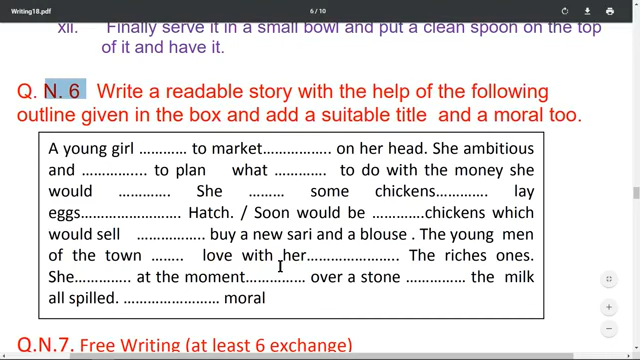 Writing18.pdf
6 / 10
xii. Finally serve it in a small bowl and put a clean spoon on the top
of it and have it.
Q. N. 6 Write a readable story with the help of the following
outline given in the box and add a suitable title and a moral too.
A young girl ………… to market…………….. on her head. She ambitious
and …………... to plan what …………. to do with the money she
would …………. She ……… some chickens…………. lay
eggs……………………. Hatch. / Soon would be ………….chickens which
would sell ……………. buy a new sari and a blouse . The young men
of the town …….. love with her………………….. The riches ones.
She………….. at the moment…………… over a stone …………… the milk
all spilled. …………………… moral
Q.N.7. Free Writing (at least 6 exchange)